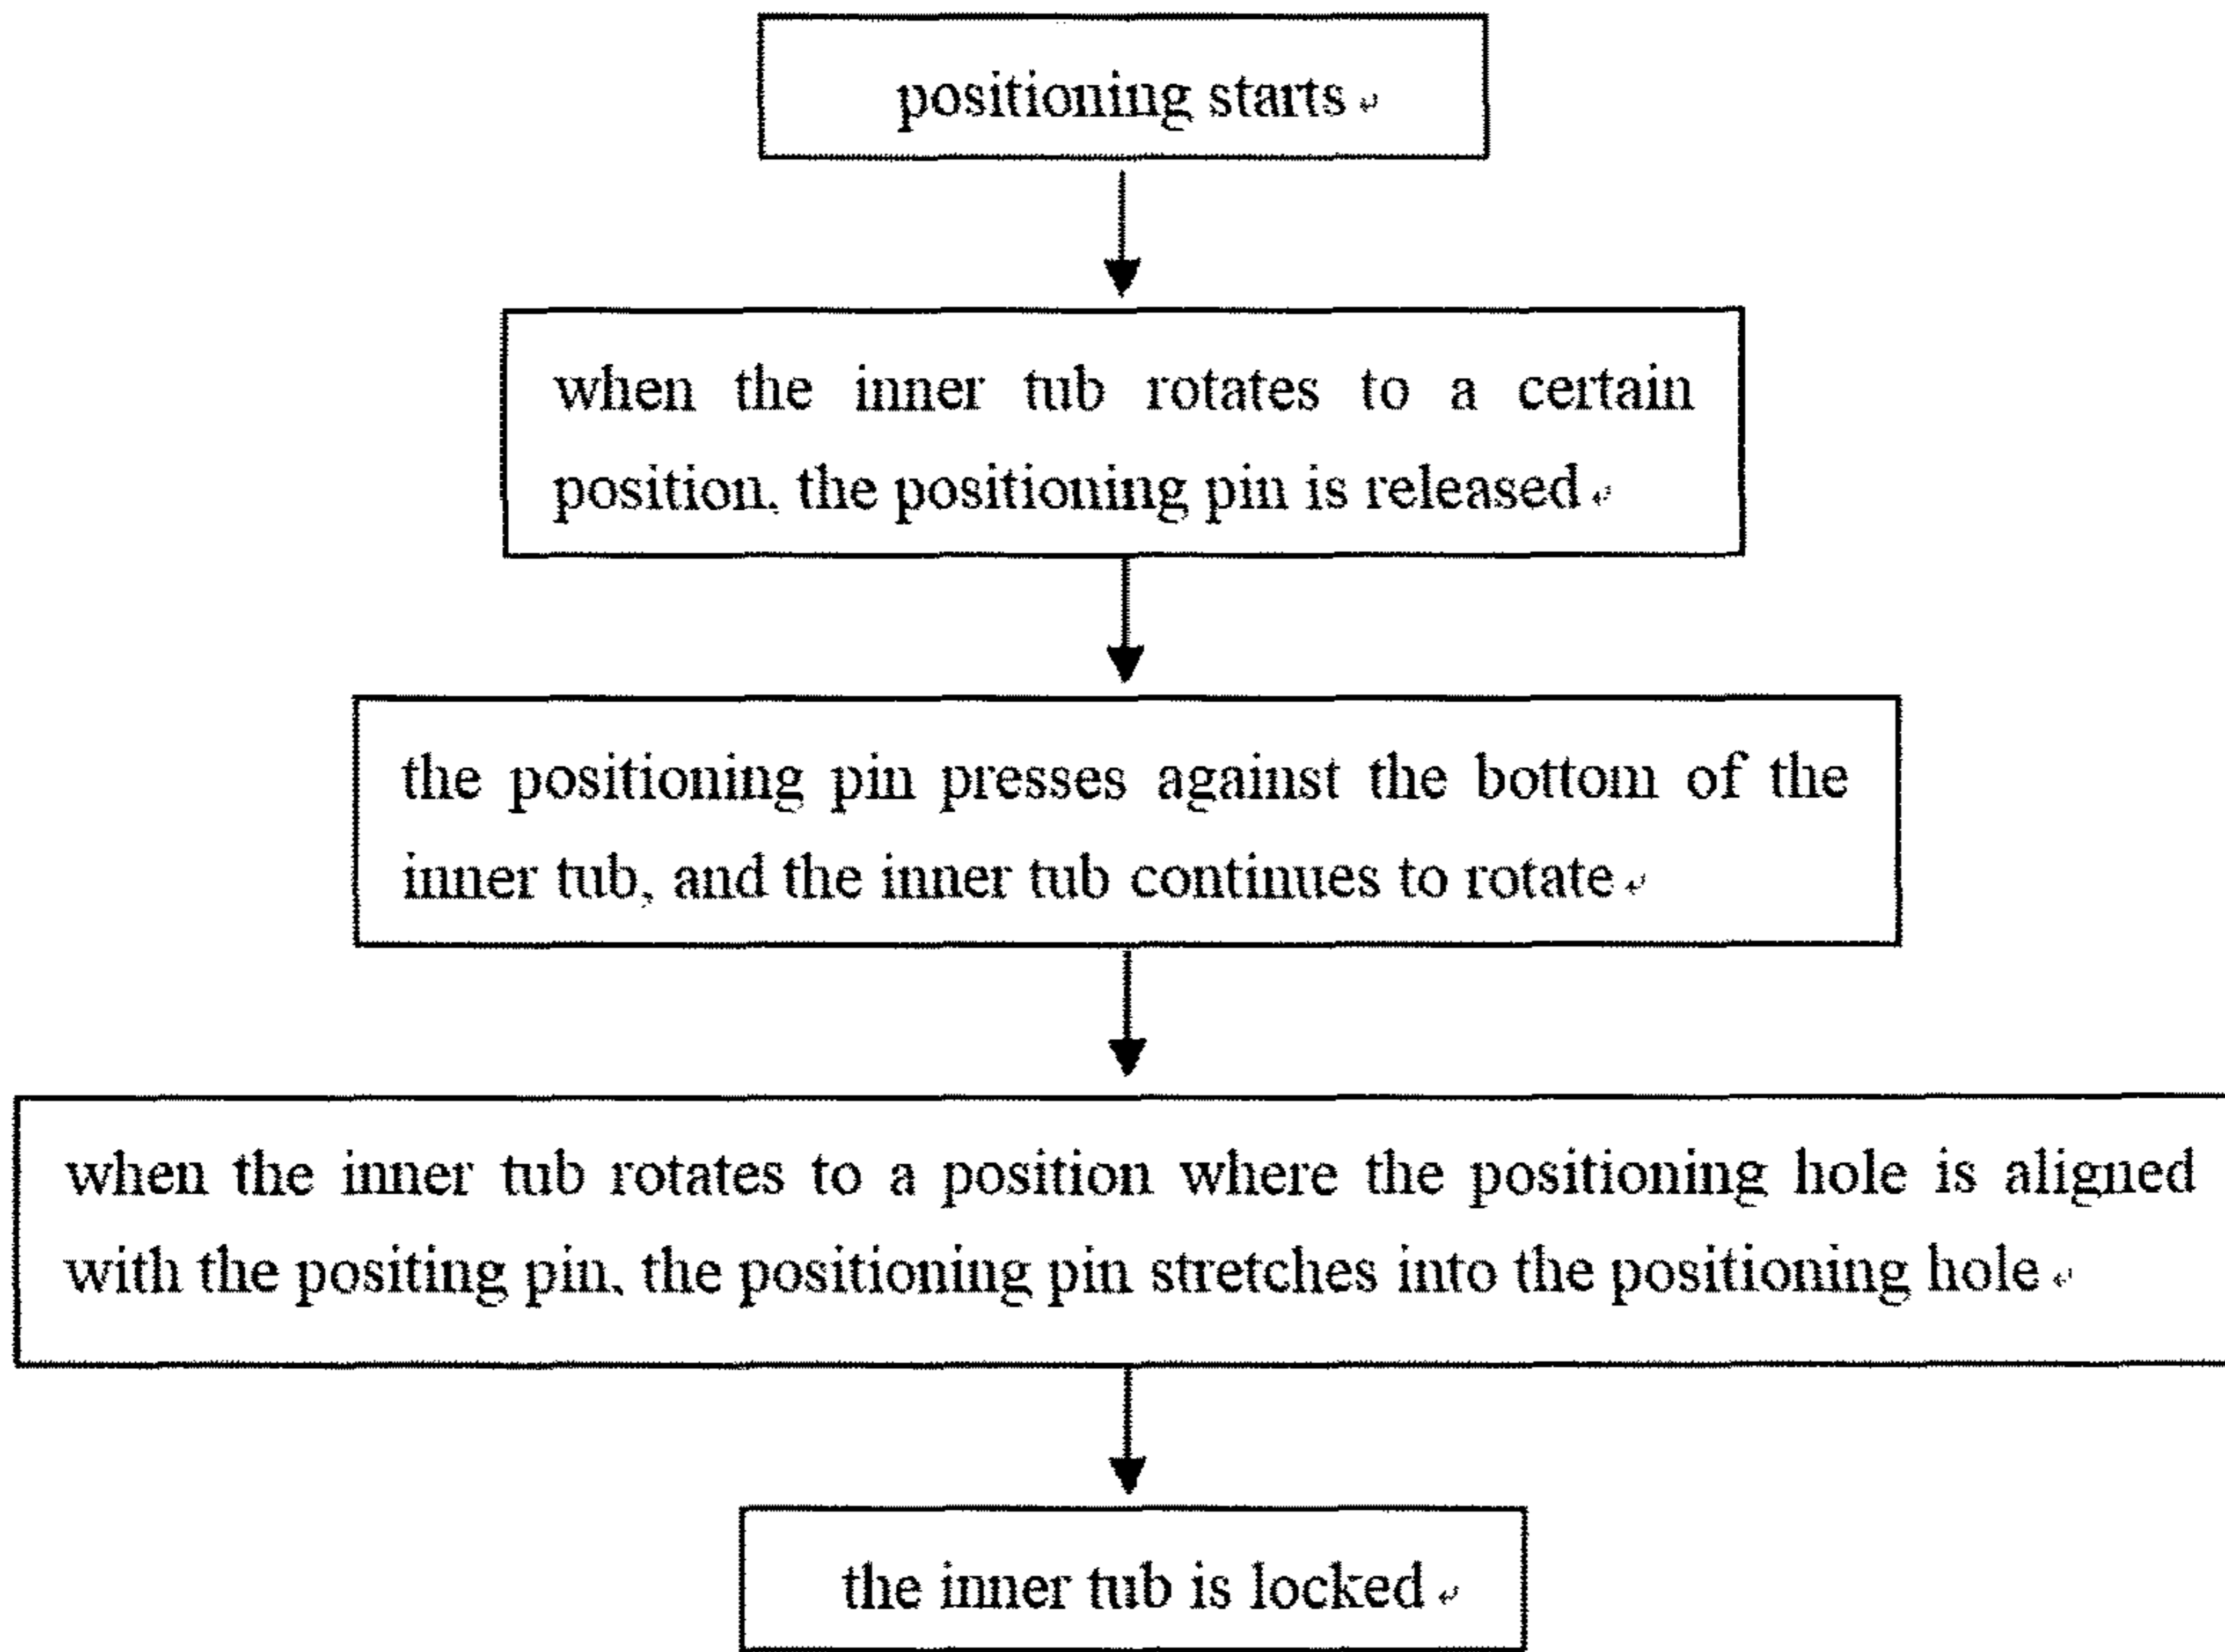 positioning starts
when the inner tub rotates to a certain
position, the positioning pin is released
the positioning pin presses against the bottom of the
inner tub, and the inner tub continues to rotate
when the inner tub rotates to a position where the positioning hole is aligned
with the positing pin, the positioning pin stretches into the positioning hole
the inner tub is locked